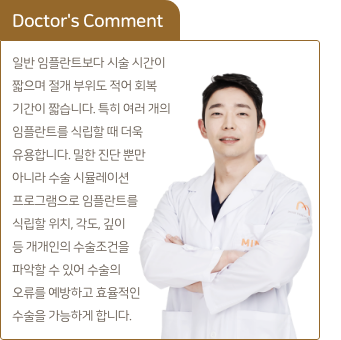 Doctor's Comment
일반 임플란트보다 시술 시간이
짧으며 절개 부위도 적어 회복
기간이 짧습니다. 특히 여러 개의
임플란트를 식립할 때 더욱
유용합니다. 밀한 진단 뿐만
아니라 수술 시뮬레이션
프로그램으로 임플란트를
식립할 위치, 각도, 깊이
등 개개인의 수술조건을
파악할 수 있어 수술의
오류를 예방하고 효율적인
수술을 가능하게 합니다.